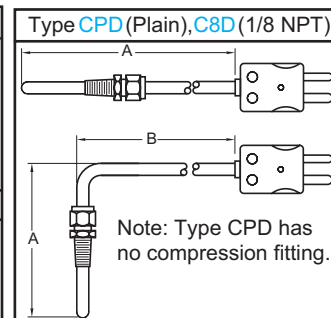 Type CPD (Plain), C8D (1/8 NPT)
A
B
A
Note: Type CPD has
no compression fitting.